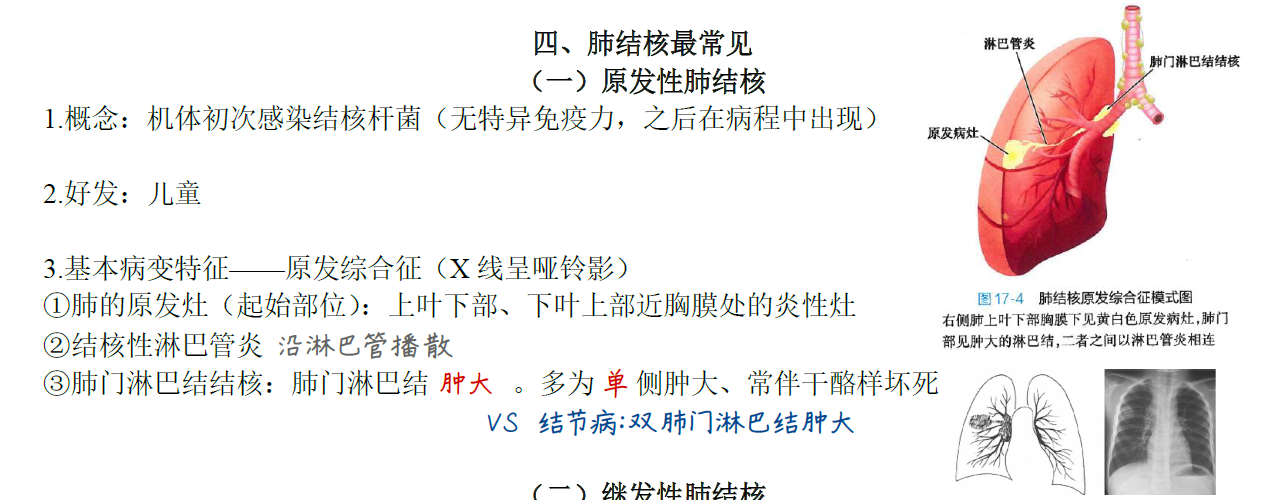 四、肺结核最常见
（一）原发性肺结核
1.概念：机体初次感染结核杆菌（无特异免疫力，之后在病程中出现）
2.好发：儿童
3.基本病变特征——原发综合征（X 线呈哑铃影）
①肺的原发灶（起始部位）：上叶下部、下叶上部近胸膜处的炎性灶
②结核性淋巴管炎 沿淋巴管播散
③肺门淋巴结结核：肺门淋巴结 肿大 。多为 单 侧肿大、常伴干酪样坏死
VS 结节病:双肺门淋巴结肿大
（二）继发性肺结核
淋巴管炎
肺门淋巴结结核
原发病灶
图17-4 肺结核原发综合征模式图
右侧肺上叶下部胸膜下见黄白色原发病灶,肺门
部见肿大的淋巴结,二者之间以淋巴管炎相连